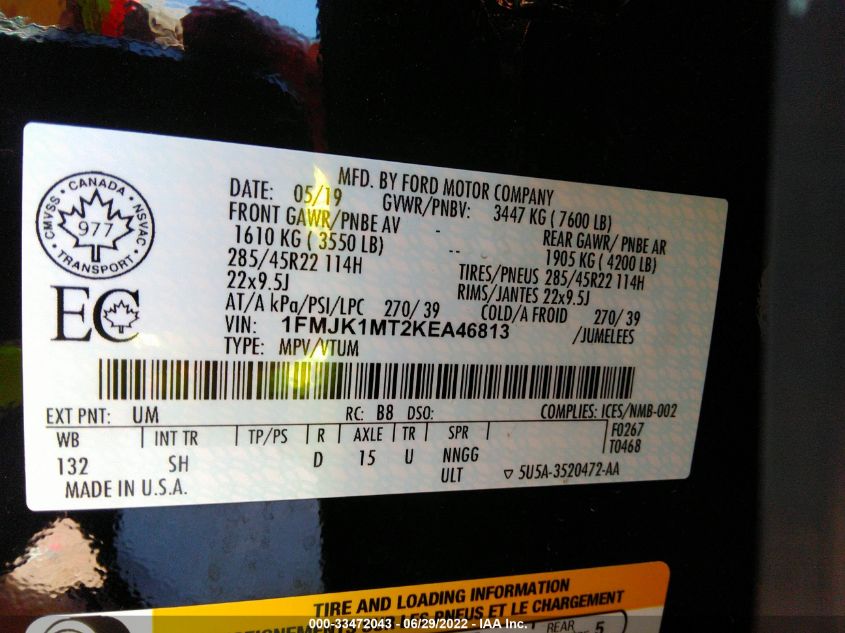 MFD. BY FORD MOTOR COMPANY
DATE: 05/19 GVWR/PNBV: 3447 KG ( 7600 LB)
FRONT GAWR/PNBE AV - REAR GAWR/ PNBE AR
1610 KG ( 3550 LB) -- 1905 KG ( 4200 LB)
285/45R22 114H TIRES/PNEUS 285/45R22 114H
22x9.5J RIMS/JANTES 22x9.5J
AT/A kPa/PSI/LPC 270/ 39 COLD/A FROID 270/ 39
VIN: 1FMJK1MT2KEA46813 /JUMELEES
TYPE: MPV/VTUM
CANADA
CMVSS NSVAC
977
TRANSPORT
EC
EXT PNT: UM RC: B8 DSO: COMPLIES: ICES/NMB-002
WB INT TR TP/PS R AXLE TR SPR F0267
132 SH D 15 U NNGG T0468
ULT 5U5A-3520472-AA
MADE IN U.S.A.
TIRE AND LOADING INFORMATION
LES PNEUS ET LE CHARGEMENT
REAR 5
000-33472043 - 06/29/2022 - IAA Inc.